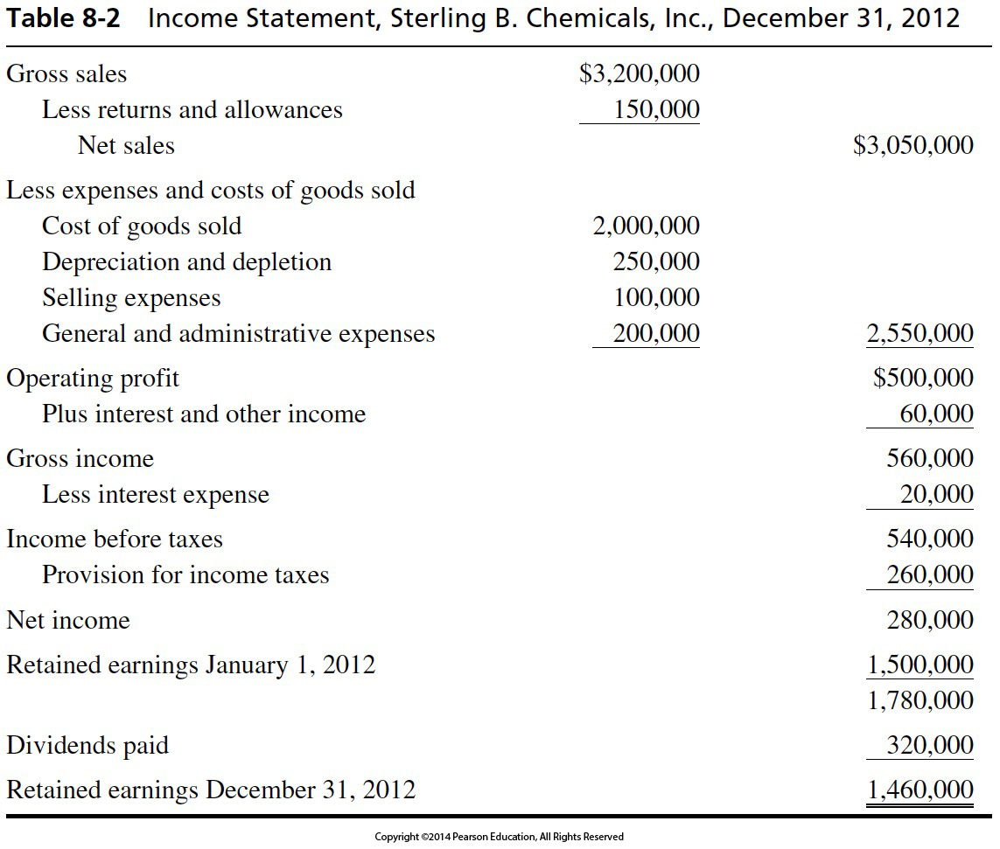 Table 8-2 Income Statement, Sterling B. Chemicals, Inc., December 31, 2012
Gross sales $3,200,000
Less returns and allowances 150,000
Net sales $3,050,000
Less expenses and costs of goods sold
Cost of goods sold 2,000,000
Depreciation and depletion 250,000
Selling expenses 100,000
General and administrative expenses 200,000 2,550,000
Operating profit $500,000
Plus interest and other income 60,000
Gross income 560,000
Less interest expense 20,000
Income before taxes 540,000
Provision for income taxes 260,000
Net income 280,000
Retained earnings January 1, 2012 1,500,000
1,780,000
Dividends paid 320,000
Retained earnings December 31, 2012 1,460,000
Copyright ©2014 Pearson Education, All Rights Reserved